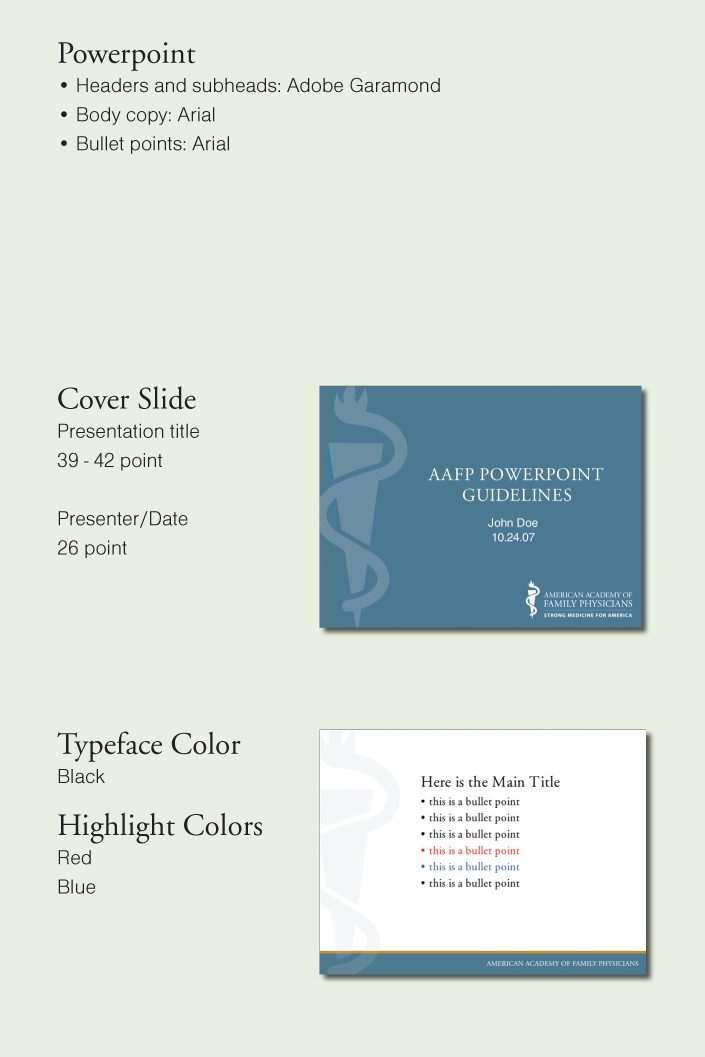 Powerpoint
• Headers and subheads: Adobe Garamond
• Body copy: Arial
• Bullet points: Arial
Cover Slide
Presentation title
39 - 42 point
Presenter/Date
26 point
AAFP POWERPOINT
GUIDELINES
John Doe
10.24.07
AMERICAN ACADEMY OF
FAMILY PHYSICIANS
STRONG MEDICINE FOR AMERICA
Typeface Color
Black
Highlight Colors
Red
Blue
Here is the Main Title
• this is a bullet point
• this is a bullet point
• this is a bullet point
• this is a bullet point
• this is a bullet point
• this is a bullet point
AMERICAN ACADEMY OF FAMILY PHYSICIANS